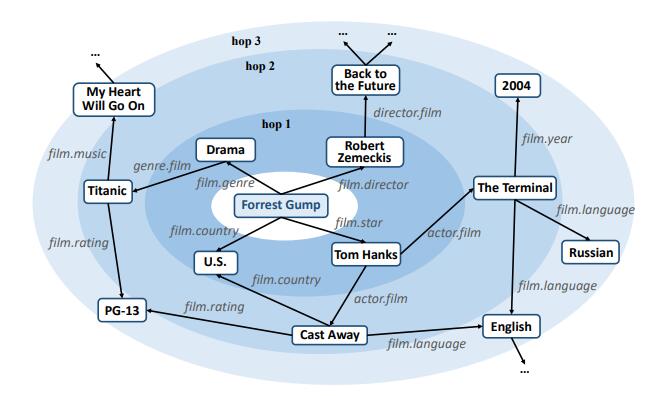 hop 3
...
...
hop 2
...
My Heart
Will Go On
Back to
the Future
2004
director.film
hop 1
film.year
film.music
Drama
Robert
Zemeckis
genre.film
film.genre
film.director
Titanic
The Terminal
Forrest Gump
film.language
film.country
film.star
actor.film
film.rating
U.S.
Tom Hanks
Russian
film.country
film.language
actor.film
PG-13
film.rating
Cast Away
English
film.language
...